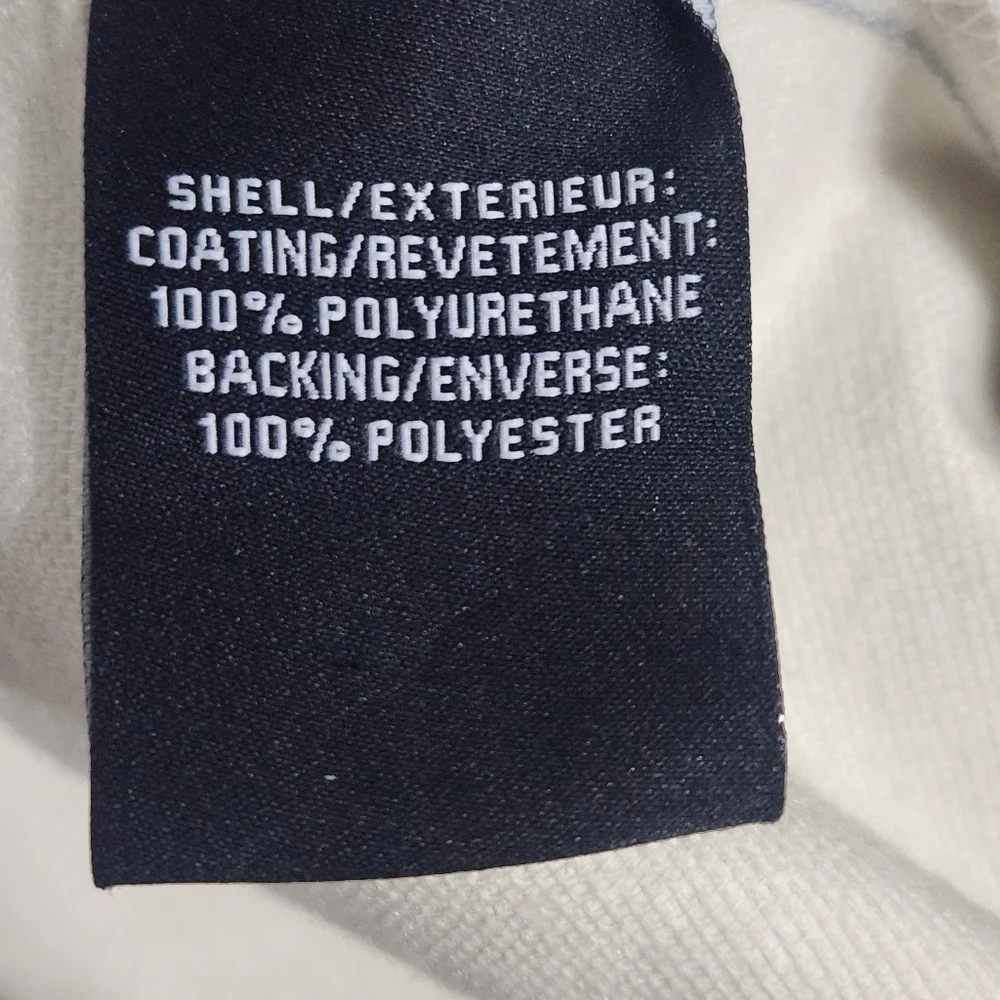 SHELL/EXTERIEUR:
COATING/REVETEMENT:
100% POLYURETHANE
BACKING/ENVERSE:
100% POLYESTER